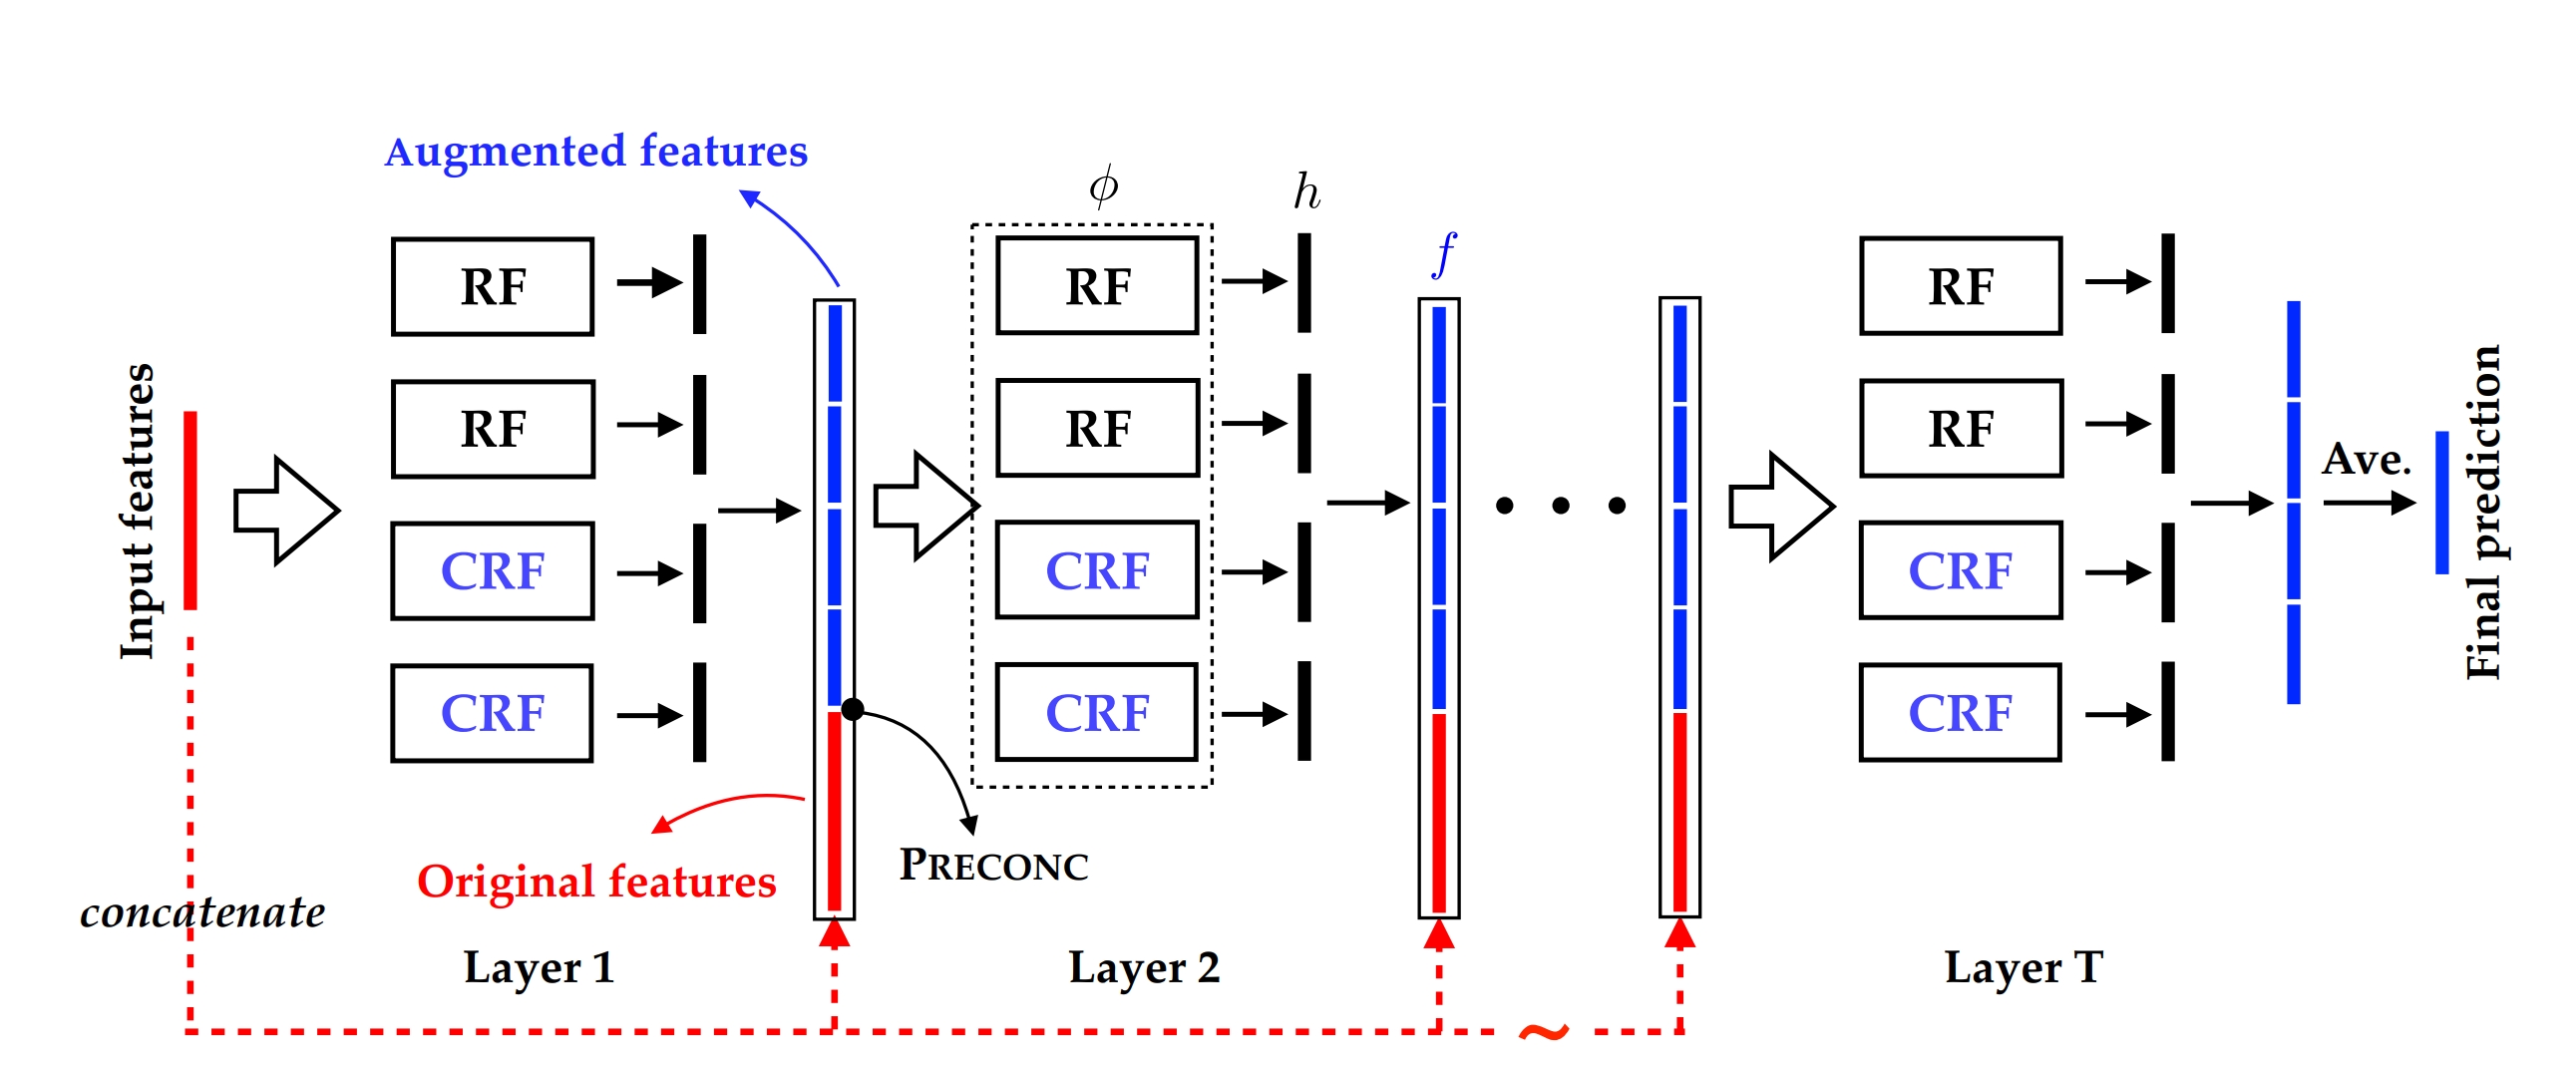 Input features
concatenate
Augmented features
RF
RF
CRF
CRF
Original features
Layer 1
PRECONC
ϕ
h
RF
RF
CRF
CRF
Layer 2
f
RF
RF
CRF
CRF
Layer T
~
Ave.
Final prediction